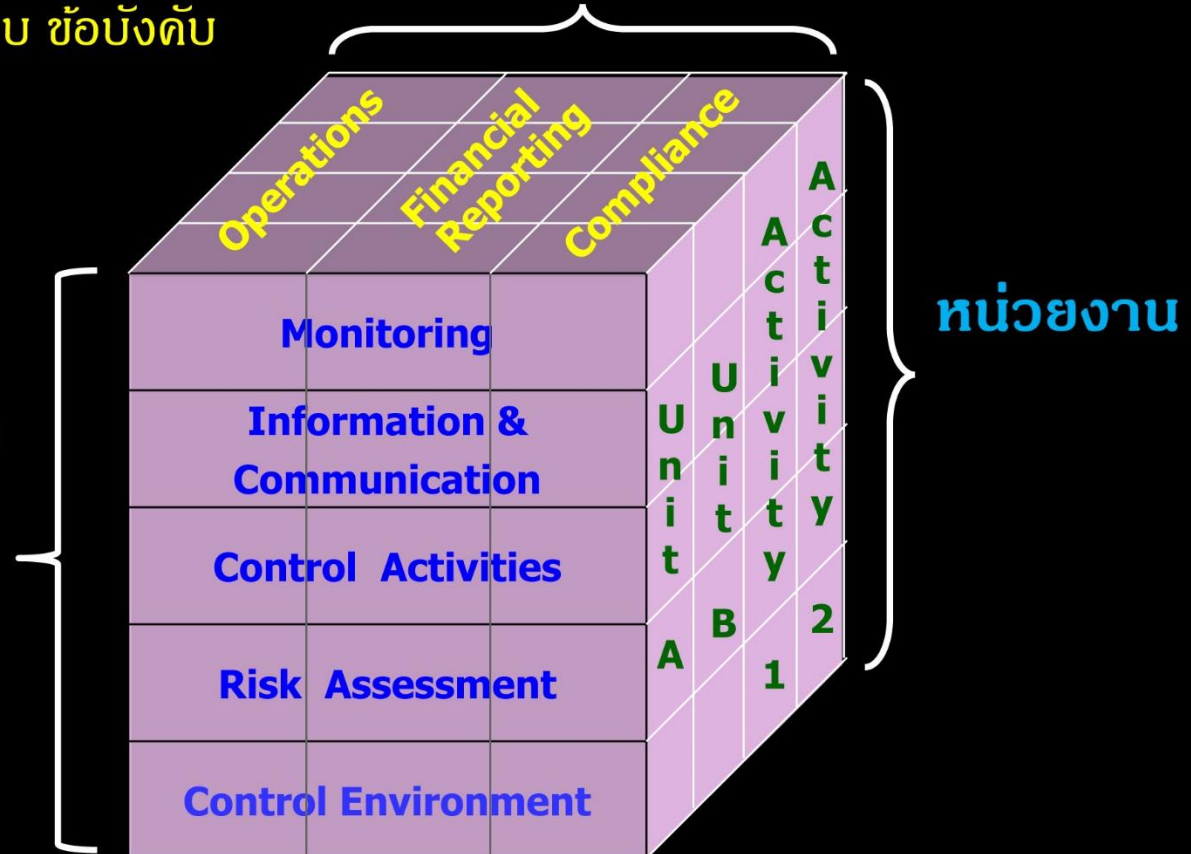 บ ข้อบังคับ
Operations
Financial
Reporting
Compliance
Monitoring
Information &
Communication
Control Activities
Risk Assessment
Control Environment
Unit A
Unit B
Activity 1
Activity 2
หน่วยงาน